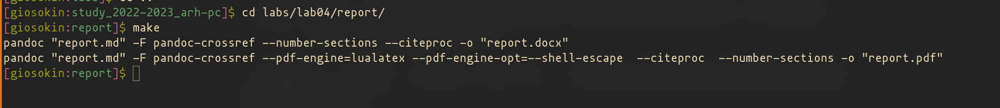 [giosokin:study_2022-2023_arh-pc]$ cd labs/lab04/report/
[giosokin:report]$ make
pandoc "report.md" -F pandoc-crossref --number-sections --citeproc -o "report.docx"
pandoc "report.md" -F pandoc-crossref --pdf-engine=lualatex --pdf-engine-opt=--shell-escape  --citeproc  --number-sections -o "report.pdf"
[giosokin:report]$